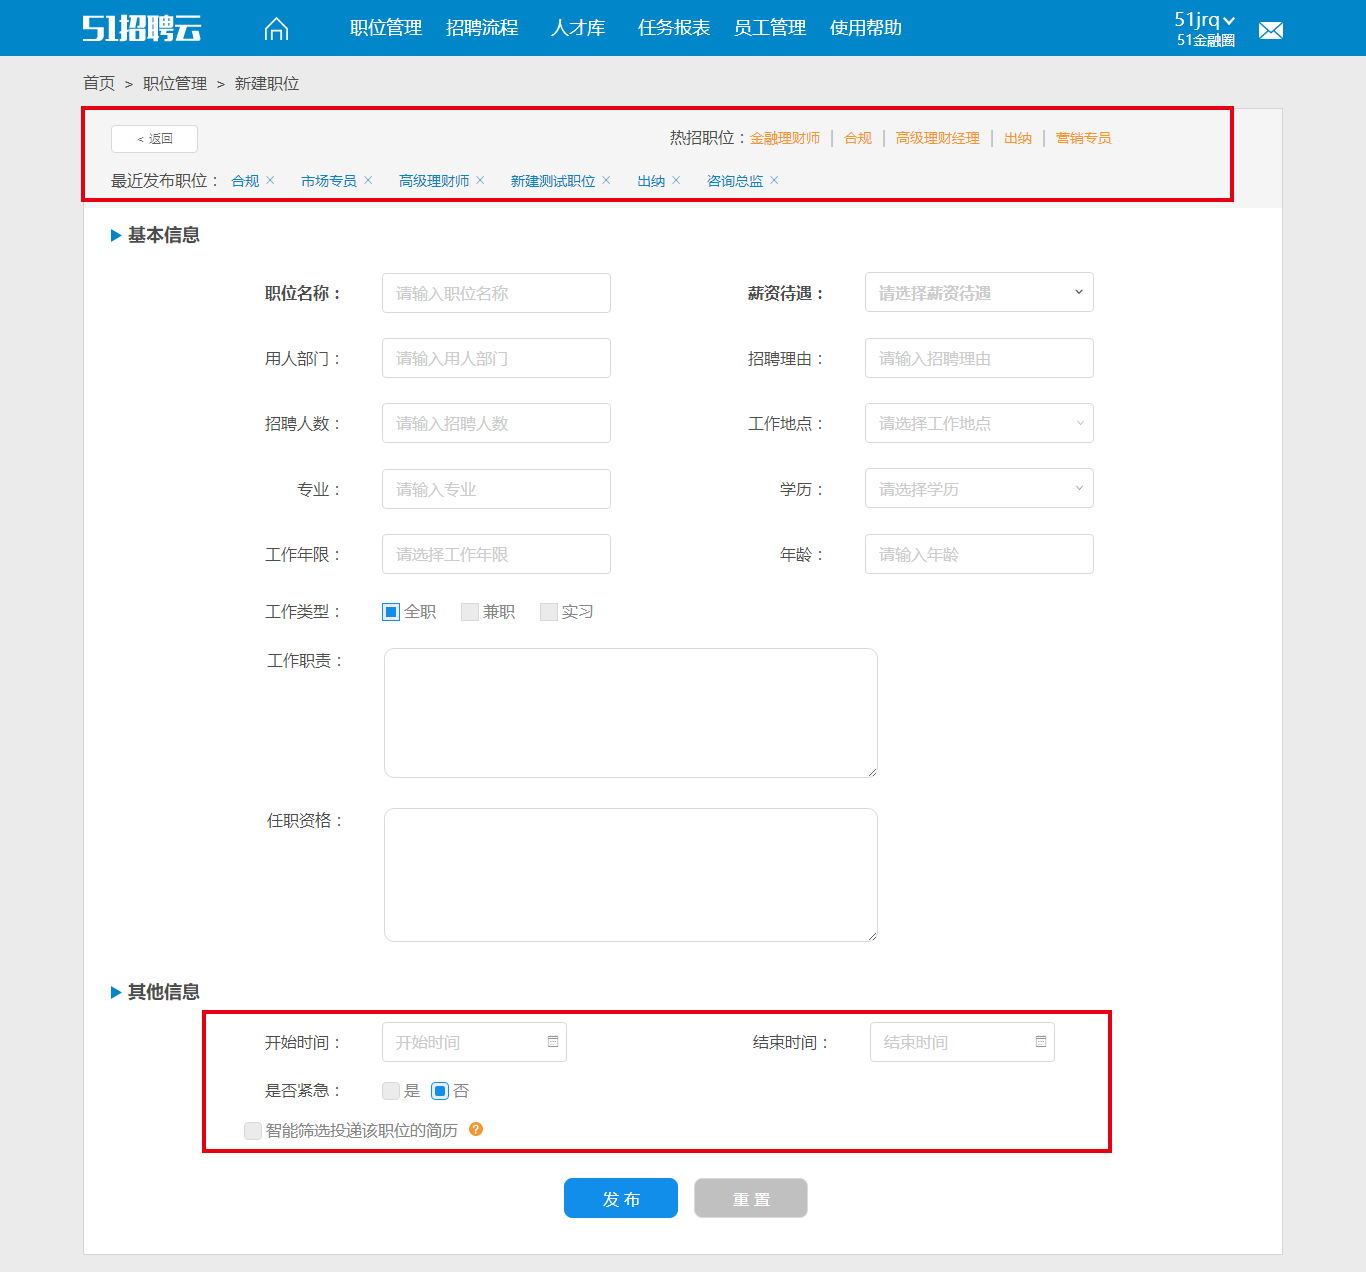 51招聘云 职位管理 招聘流程 人才库 任务报表 员工管理 使用帮助 51jrq
51金融圈
首页 > 职位管理 > 新建职位
< 返回 热招职位：金融理财师 | 合规 | 高级理财经理 | 出纳 | 营销专员
最近发布职位： 合规 × 市场专员 × 高级理财师 × 新建测试职位 × 出纳 × 咨询总监 ×
基本信息
职位名称： 请输入职位名称 薪资待遇： 请选择薪资待遇
用人部门： 请输入用人部门 招聘理由： 请输入招聘理由
招聘人数： 请输入招聘人数 工作地点： 请选择工作地点
专业： 请输入专业 学历： 请选择学历
工作年限： 请选择工作年限 年龄： 请输入年龄
工作类型： 全职 兼职 实习
工作职责：
任职资格：
其他信息
开始时间： 开始时间 结束时间： 结束时间
是否紧急： 是 否
智能筛选投递该职位的简历 ?
发布 重置